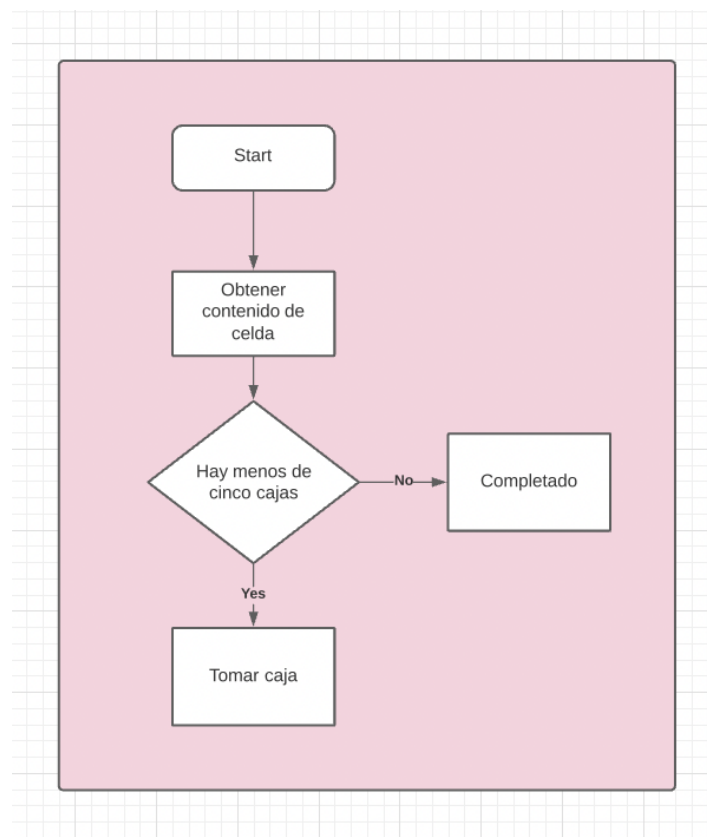 Start
Obtener
contenido de
celda
Hay menos de
cinco cajas
No
Completado
Yes
Tomar caja